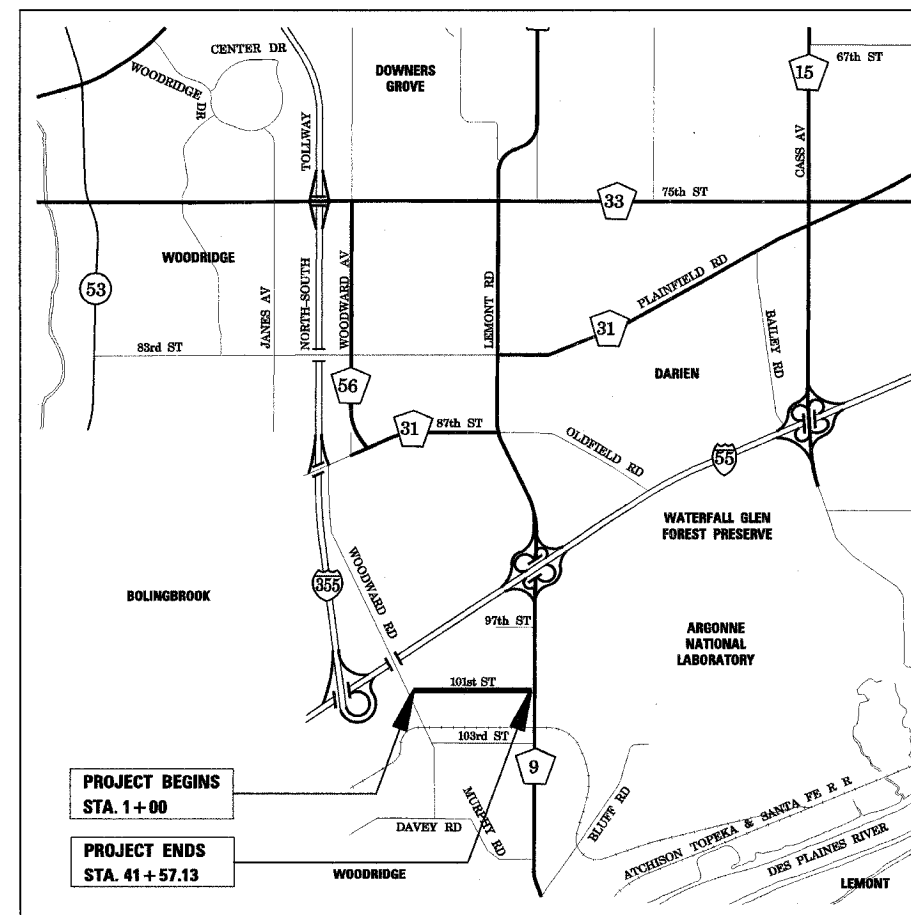 CENTER DR
WOODRIDGE DR
DOWNERS
GROVE
15
67th ST
TOLLWAY
CASS AV
33
75th ST
WOODRIDGE
53
JANES AV
NORTH-SOUTH
WOODWARD AV
LEMONT RD
PLAINFIELD RD
31
BAILEY RD
83rd ST
56
DARIEN
31
87th ST
OLDFIELD RD
55
WATERFALL GLEN
FOREST PRESERVE
BOLINGBROOK
355
WOODWARD RD
97th ST
ARGONNE
NATIONAL
LABORATORY
101st ST
103rd ST
9
PROJECT BEGINS
STA. 1+00
MURPHY RD
BLUFF RD
DAVEY RD
ATCHISON TOPEKA & SANTA FE R R
DES PLAINES RIVER
PROJECT ENDS
STA. 41+57.13
WOODRIDGE
LEMONT